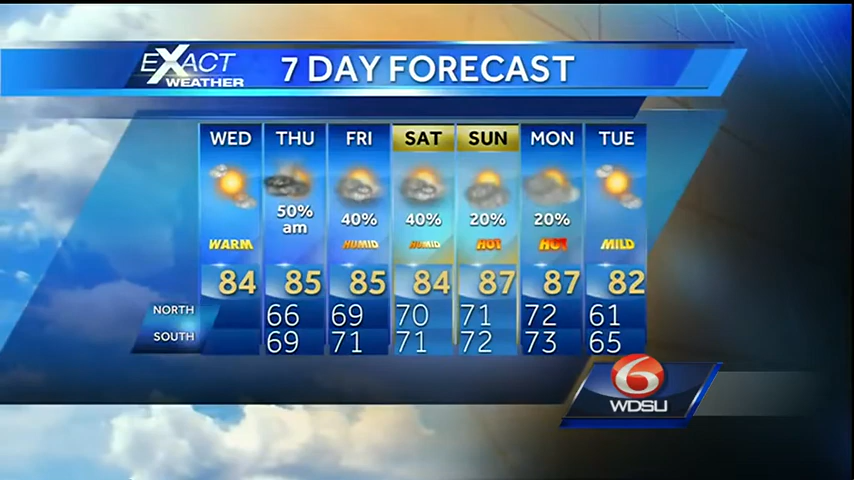 EXACT
WEATHER
7 DAY FORECAST
WED THU FRI SAT SUN MON TUE
50% am 40% 40% 20% 20%
WARM HUMID HUMID HOT HOT MILD
84 85 85 84 87 87 82
NORTH 66 69 70 71 72 61
SOUTH 69 71 71 72 73 65
6
WDSU